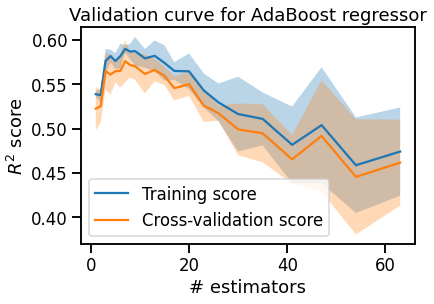 Validation curve for AdaBoost regressor
0.60
0.55
0.50
0.45
0.40
R² score
Training score
Cross-validation score
0
20
40
60
# estimators